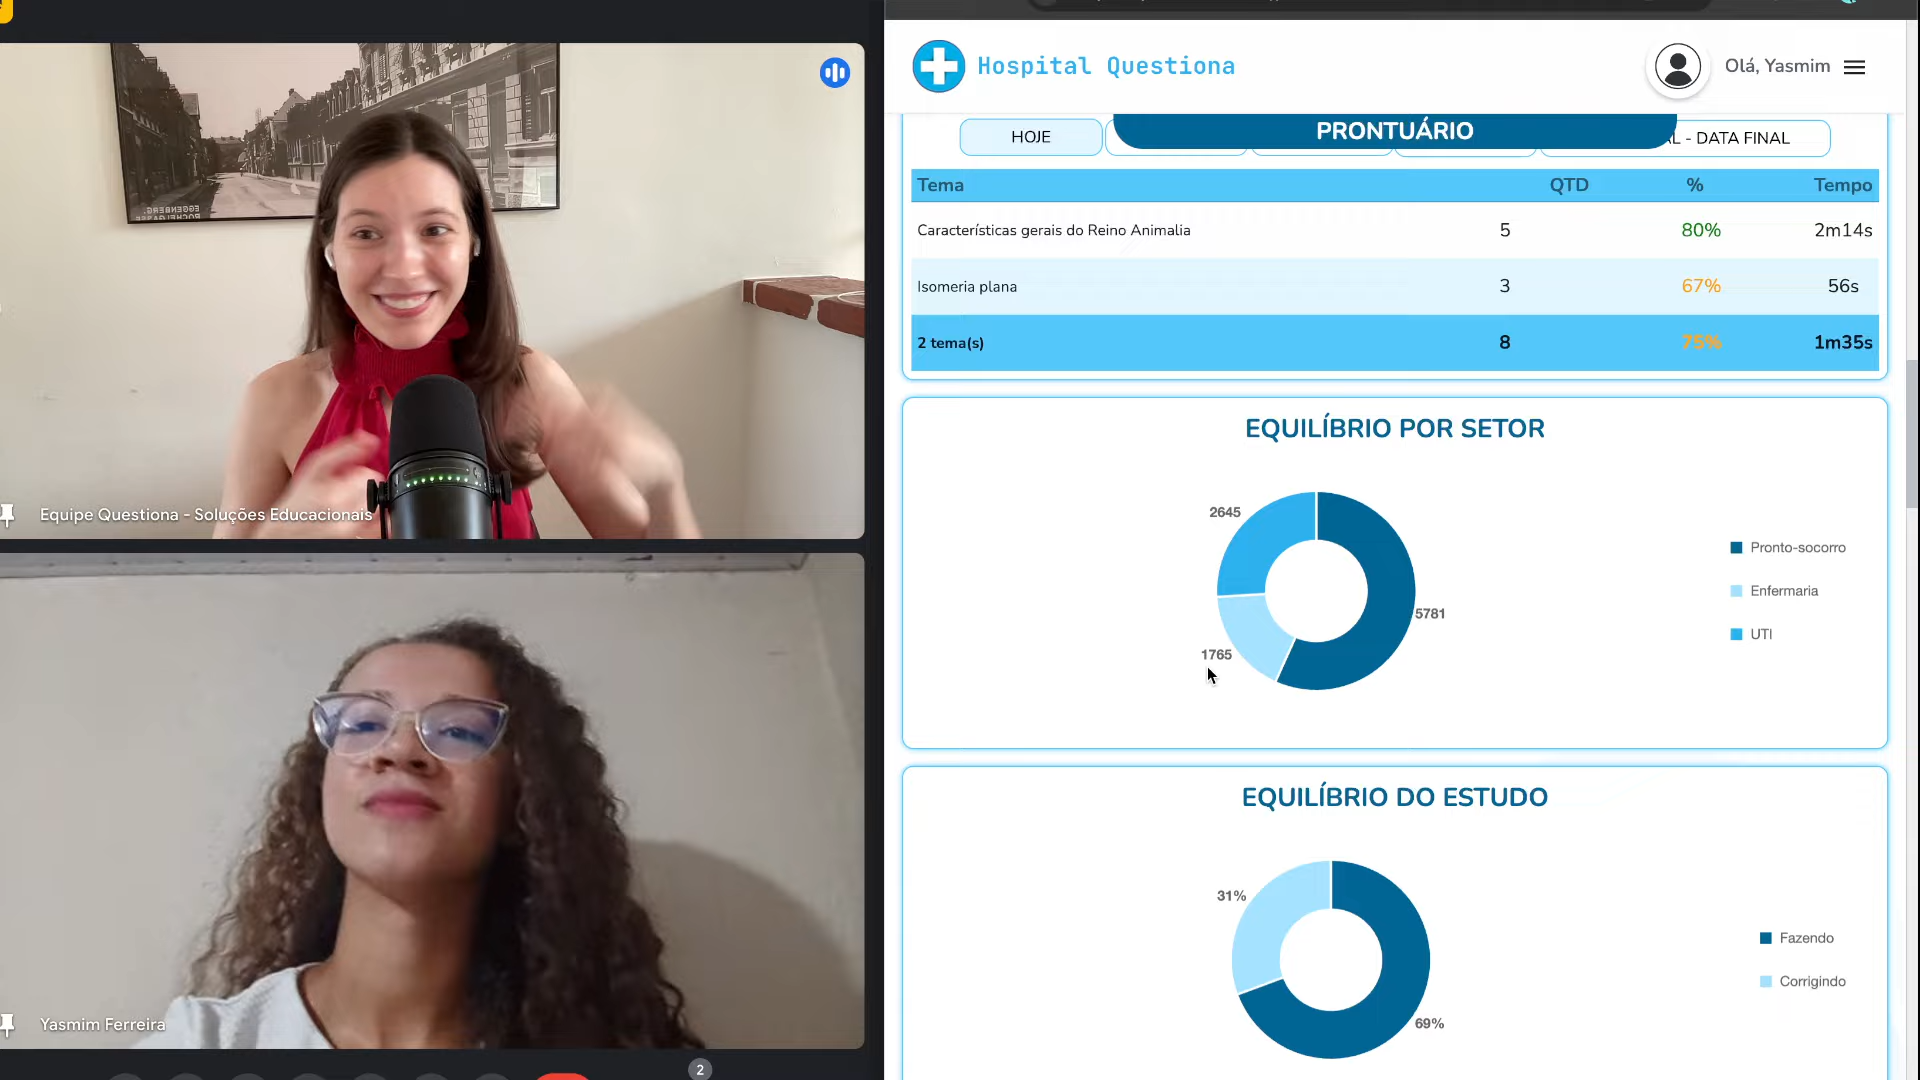 Equipe Questiona - Soluções Educacionais
Yasmim Ferreira
2
Hospital Questiona
Olá, Yasmim
PRONTUÁRIO
HOJE
L - DATA FINAL
Tema QTD % Tempo
Características gerais do Reino Animalia 5 80% 2m14s
Isomeria plana 3 67% 56s
2 tema(s) 8 75% 1m35s
EQUILÍBRIO POR SETOR
2645
5781
1765
Pronto-socorro
Enfermaria
UTI
EQUILÍBRIO DO ESTUDO
31%
69%
Fazendo
Corrigindo